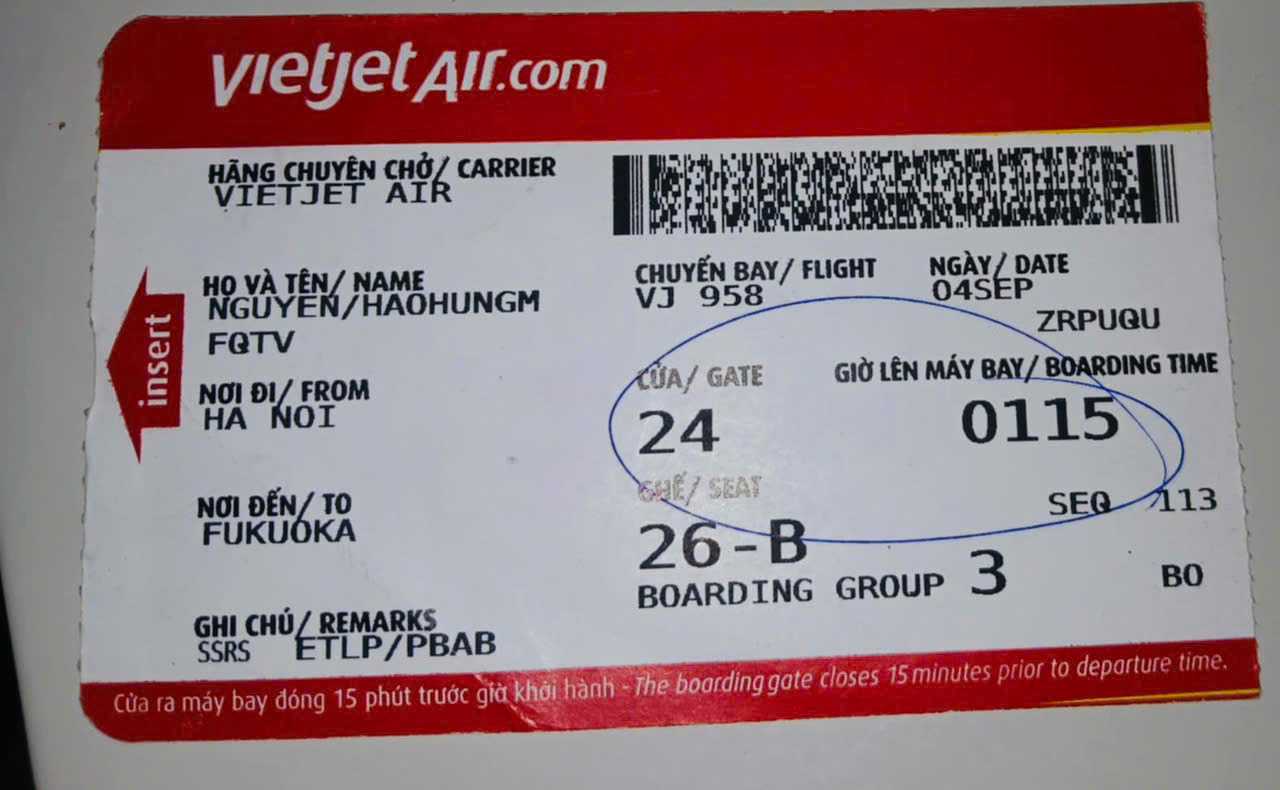 vietjetAir.com
HÃNG CHUYÊN CHỞ/ CARRIER
VIETJET AIR
HỌ VÀ TÊN/ NAME
NGUYEN/HAOHUNGM
FQTV
NƠI ĐI/ FROM
HA NOI
NƠI ĐẾN/ TO
FUKUOKA
GHI CHÚ/ REMARKS
SSRS ETLP/PBAB
insert
CHUYẾN BAY/ FLIGHT
VJ 958
NGÀY/ DATE
04SEP
ZRPUQU
CỬA/ GATE
24
GIỜ LÊN MÁY BAY/ BOARDING TIME
0115
GHẾ/ SEAT
26-B
SEQ 113
BOARDING GROUP 3
BO
Cửa ra máy bay đóng 15 phút trước giờ khởi hành - The boarding gate closes 15 minutes prior to departure time.